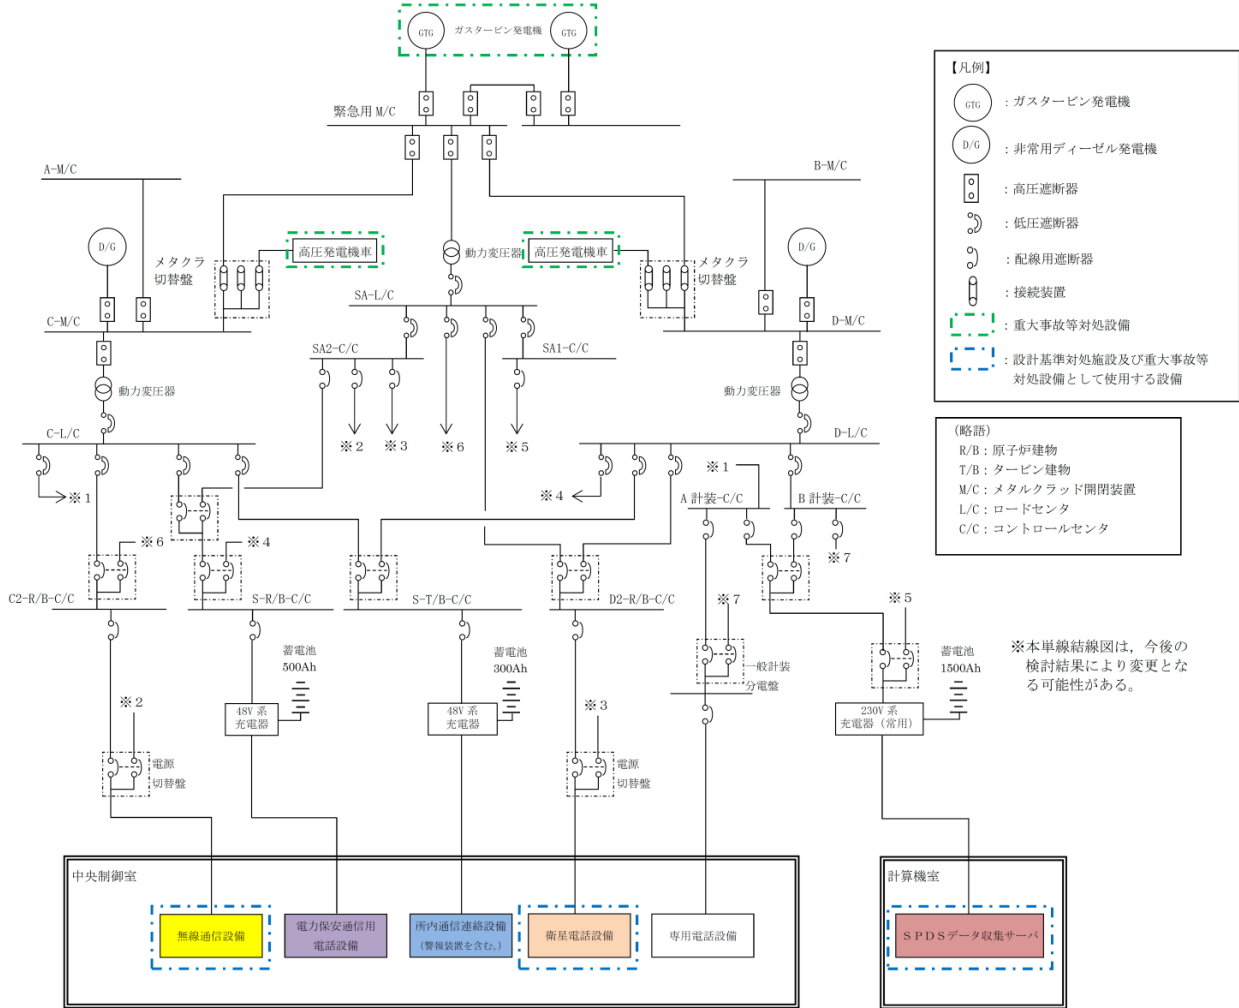 GTG
ガスタービン発電機
GTG
緊急用 M/C
A-M/C
B-M/C
D/G
メタクラ
切替盤
高圧発電機車
動力変圧器
高圧発電機車
メタクラ
切替盤
D/G
C-M/C
SA-L/C
D-M/C
SA2-C/C
SA1-C/C
動力変圧器
動力変圧器
※2
※3
※6
※5
C-L/C
D-L/C
※1
※4
※1
A 計装-C/C
B 計装-C/C
※6
※4
※7
C2-R/B-C/C
S-R/B-C/C
S-T/B-C/C
D2-R/B-C/C
※7
※5
蓄電池
500Ah
蓄電池
300Ah
一般計装
分電盤
蓄電池
1500Ah
※2
48V 系
充電器
48V 系
充電器
※3
230V 系
充電器（常用）
電源
切替盤
電源
切替盤
中央制御室
無線通信設備
電力保安通信用
電話設備
所内通信連絡設備
（警報装置を含む。）
衛星電話設備
専用電話設備
計算機室
ＳＰＤＳデータ収集サーバ
【凡例】
GTG
：ガスタービン発電機
D/G
：非常用ディーゼル発電機
：高圧遮断器
：低圧遮断器
：配線用遮断器
：接続装置
：重大事故等対処設備
：設計基準対処施設及び重大事故等
対処設備として使用する設備
（略語）
R/B：原子炉建物
T/B：タービン建物
M/C：メタルクラッド開閉装置
L/C：ロードセンタ
C/C：コントロールセンタ
※本単線結線図は，今後の
検討結果により変更とな
る可能性がある。